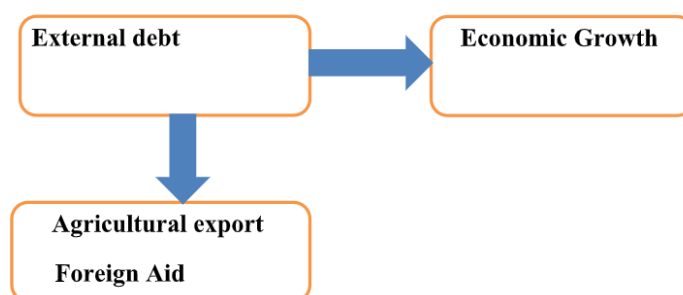 External debt
Economic Growth
Agricultural export
Foreign Aid